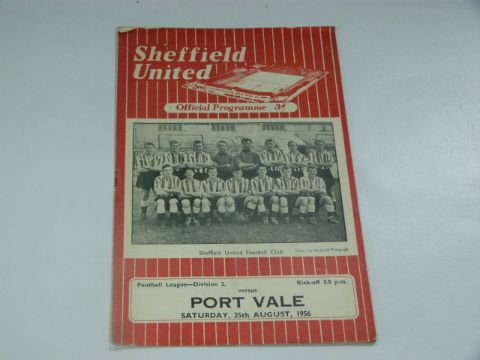 Sheffield
United
Official Programme 3d
Sheffield United Football Club
Football League—Division 2. Kick-off 3.0 p.m.
versus
PORT VALE
SATURDAY, 25th AUGUST, 1956